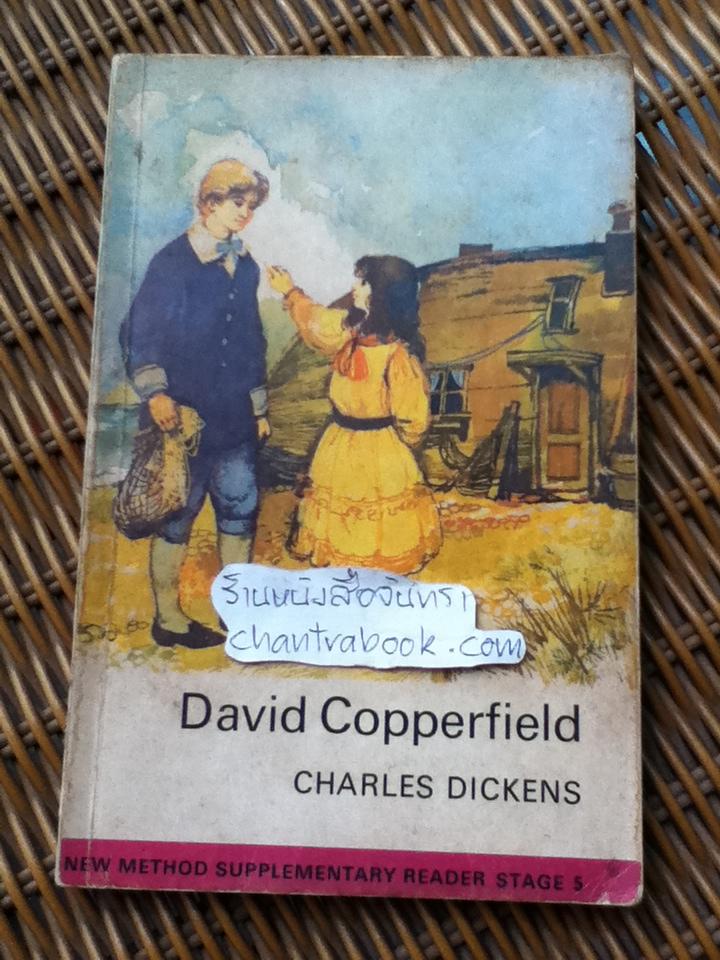 ร้านหนังสือจันทรา
chantrabook.com
David Copperfield
CHARLES DICKENS
NEW METHOD SUPPLEMENTARY READER STAGE 5